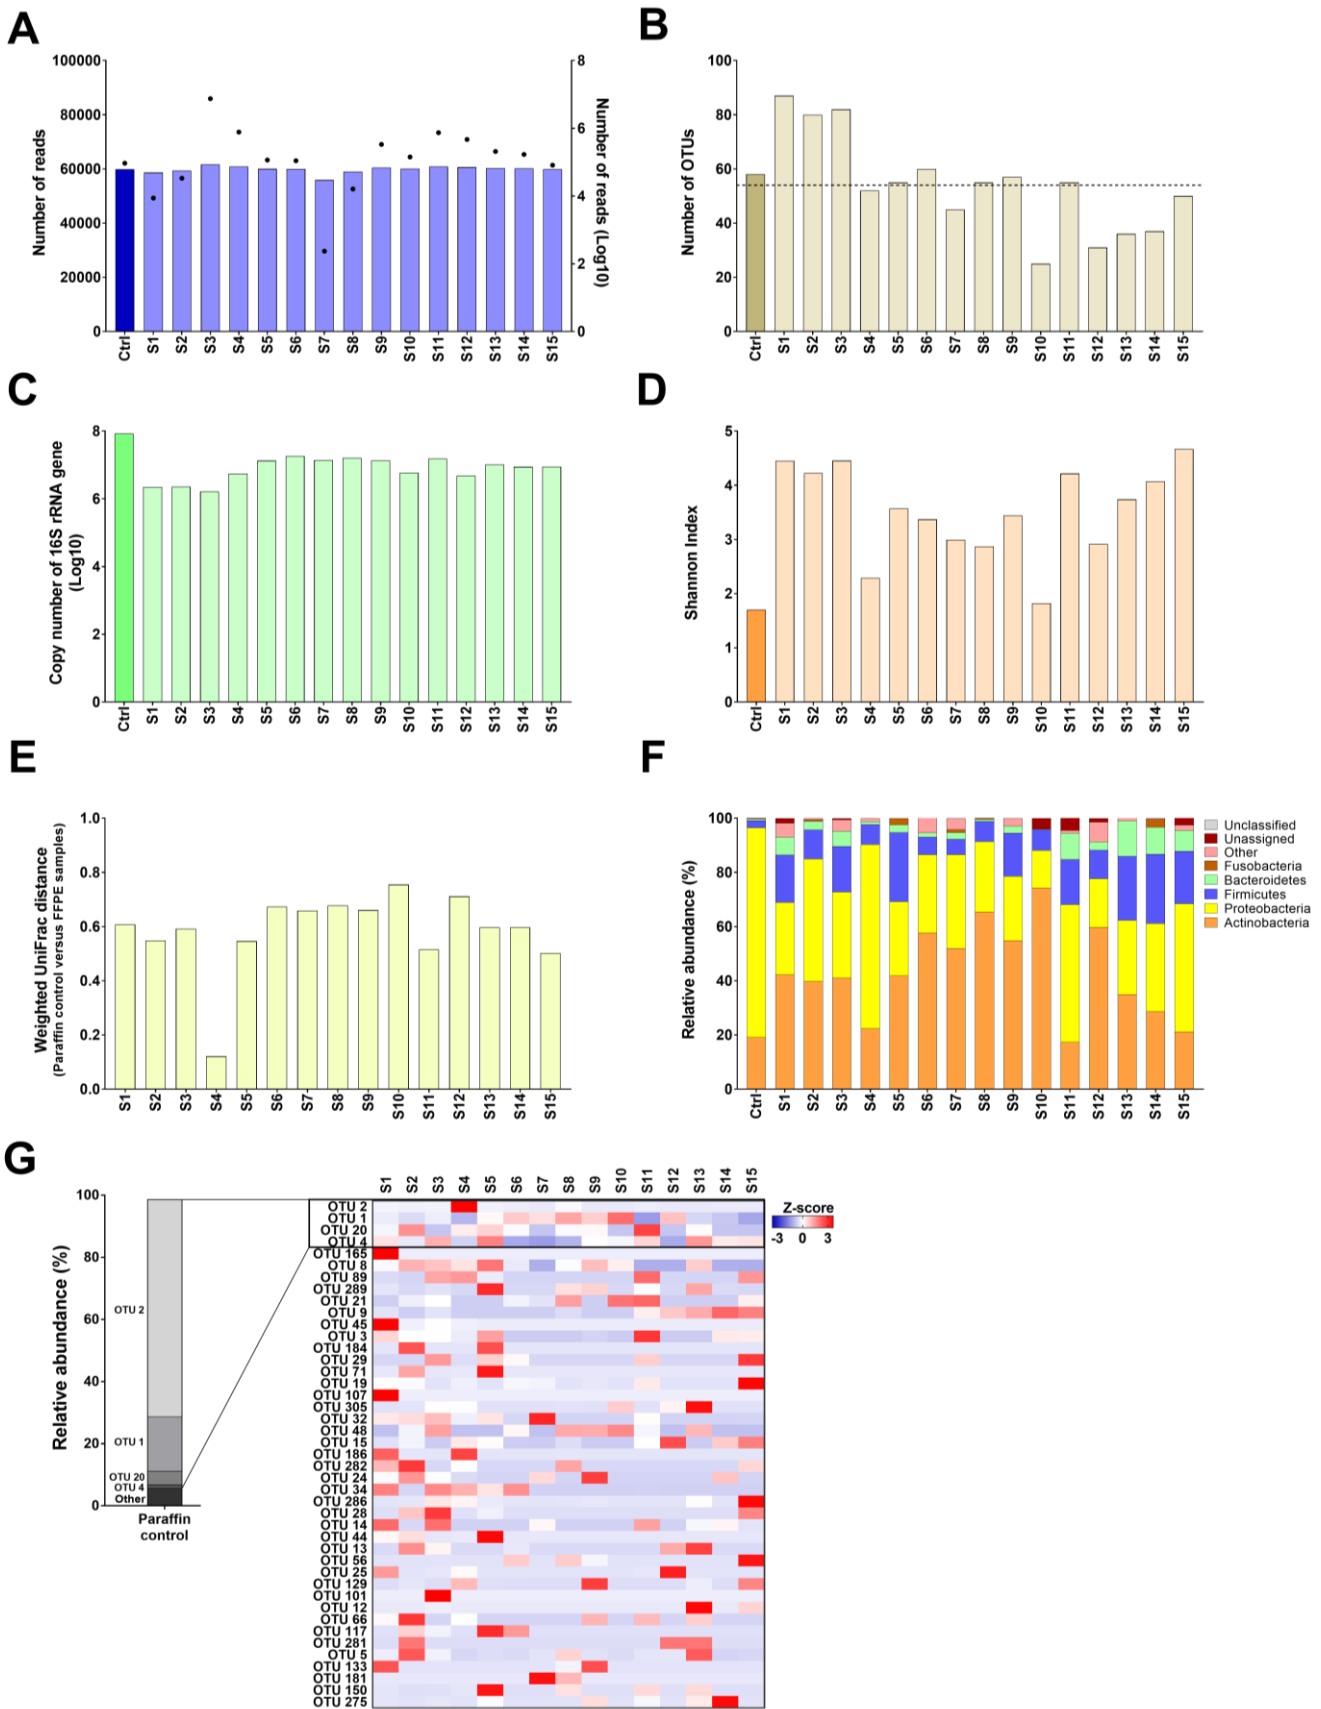 A
Number of reads
100000
80000
60000
40000
20000
0
8
6
4
2
0
Number of reads (Log10)
Ctrl S1 S2 S3 S4 S5 S6 S7 S8 S9 S10 S11 S12 S13 S14 S15
B
Number of OTUs
100
80
60
40
20
0
Ctrl S1 S2 S3 S4 S5 S6 S7 S8 S9 S10 S11 S12 S13 S14 S15
C
Copy number of 16S rRNA gene
(Log10)
8
6
4
2
0
Ctrl S1 S2 S3 S4 S5 S6 S7 S8 S9 S10 S11 S12 S13 S14 S15
D
Shannon Index
5
4
3
2
1
0
Ctrl S1 S2 S3 S4 S5 S6 S7 S8 S9 S10 S11 S12 S13 S14 S15
E
Weighted UniFrac distance
(Paraffin control versus FFPE samples)
1.0
0.8
0.6
0.4
0.2
0.0
S1 S2 S3 S4 S5 S6 S7 S8 S9 S10 S11 S12 S13 S14 S15
F
Relative abundance (%)
100
80
60
40
20
0
Ctrl S1 S2 S3 S4 S5 S6 S7 S8 S9 S10 S11 S12 S13 S14 S15
Unclassified
Unassigned
Other
Fusobacteria
Bacteroidetes
Firmicutes
Proteobacteria
Actinobacteria
G
Relative abundance (%)
100
80
60
40
20
0
OTU 2
OTU 1
OTU 20
OTU 4
Other
Paraffin
control
S1 S2 S3 S4 S5 S6 S7 S8 S9 S10 S11 S12 S13 S14 S15
OTU 2
OTU 1
OTU 20
OTU 4
OTU 165
OTU 8
OTU 89
OTU 289
OTU 21
OTU 9
OTU 45
OTU 3
OTU 184
OTU 29
OTU 71
OTU 19
OTU 107
OTU 305
OTU 32
OTU 48
OTU 15
OTU 186
OTU 282
OTU 24
OTU 34
OTU 286
OTU 28
OTU 14
OTU 44
OTU 13
OTU 56
OTU 25
OTU 129
OTU 101
OTU 12
OTU 66
OTU 117
OTU 281
OTU 5
OTU 133
OTU 181
OTU 150
OTU 275
Z-score
-3 0 3